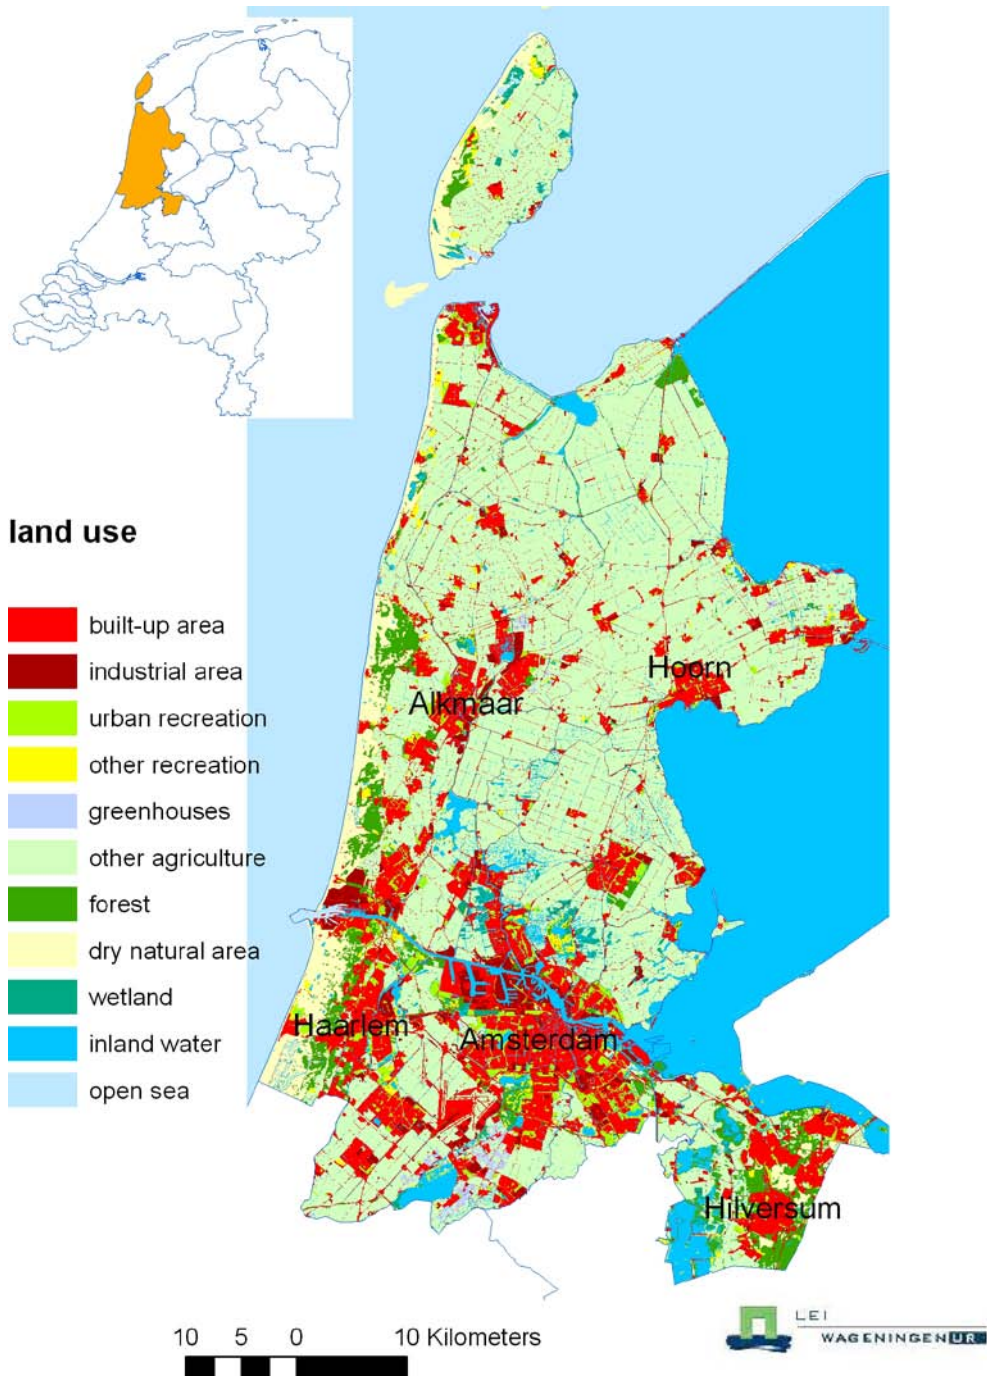 land use
built-up area
industrial area
urban recreation
other recreation
greenhouses
other agriculture
forest
dry natural area
wetland
inland water
open sea
Hoorn
Alkmaar
Haarlem
Amsterdam
Hilversum
10 5 0 10 Kilometers
LEI
WAGENINGEN UR